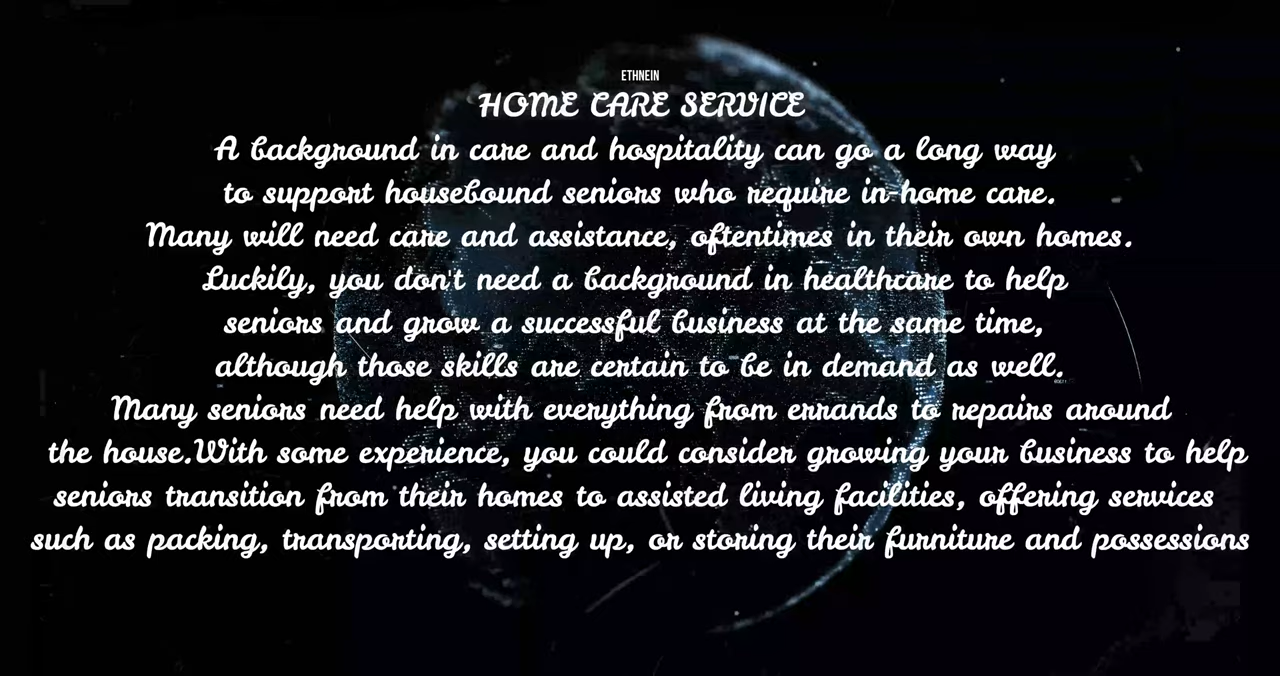 ETHNEIN
HOME CARE SERVICE
A background in care and hospitality can go a long way
to support housebound seniors who require in-home care.
Many will need care and assistance, oftentimes in their own homes.
Luckily, you don't need a background in healthcare to help
seniors and grow a successful business at the same time,
although those skills are certain to be in demand as well.
Many seniors need help with everything from errands to repairs around
the house.With some experience, you could consider growing your business to help
seniors transition from their homes to assisted living facilities, offering services
such as packing, transporting, setting up, or storing their furniture and possessions